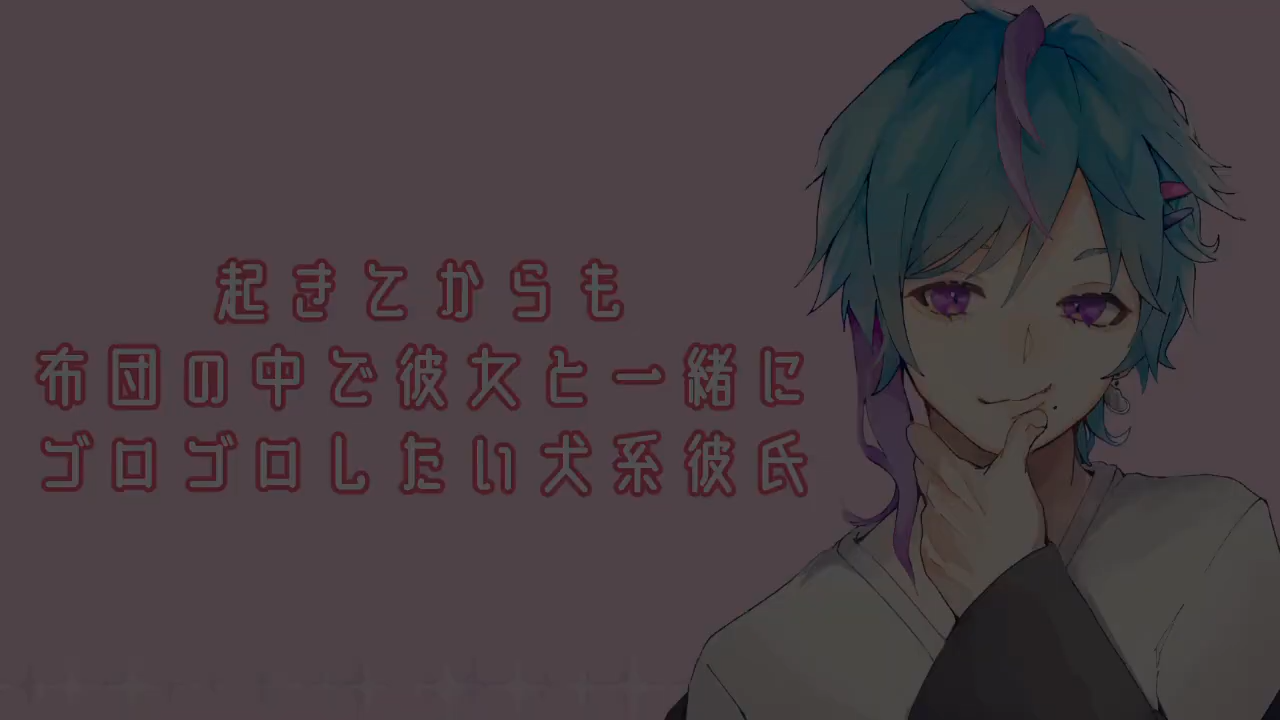 起きてからも
布団の中で彼女と一緒に
ゴロゴロしたい犬系彼氏